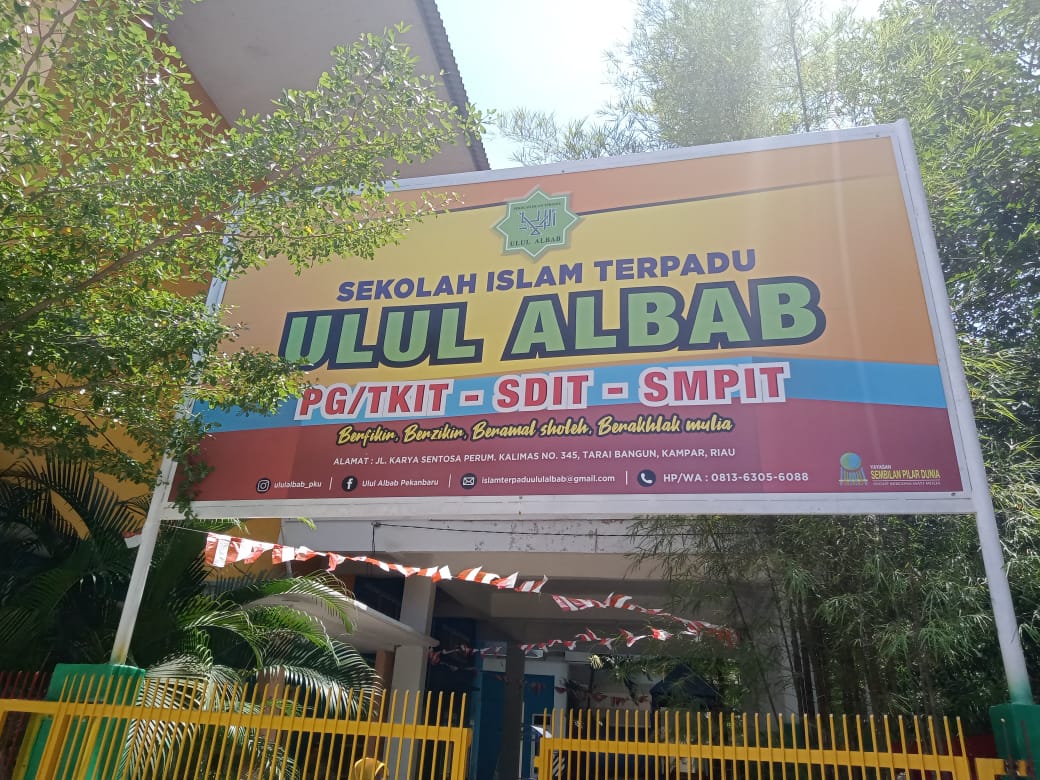 ULUL ALBAB
SEKOLAH ISLAM TERPADU
ULUL ALBAB
PG/TKIT - SDIT - SMPIT
Berfikir, Berzikir, Beramal sholeh, Berakhlak mulia
ALAMAT : JL. KARYA SENTOSA PERUM. KALIMAS NO. 345, TARAI BANGUN, KAMPAR, RIAU
ululalbab_pku | Ulul Albab Pekanbaru | islamterpaduululalbab@gmail.com | HP/WA : 0813-6305-6088
YAYASAN
SEMBILAN PILAR DUNIA